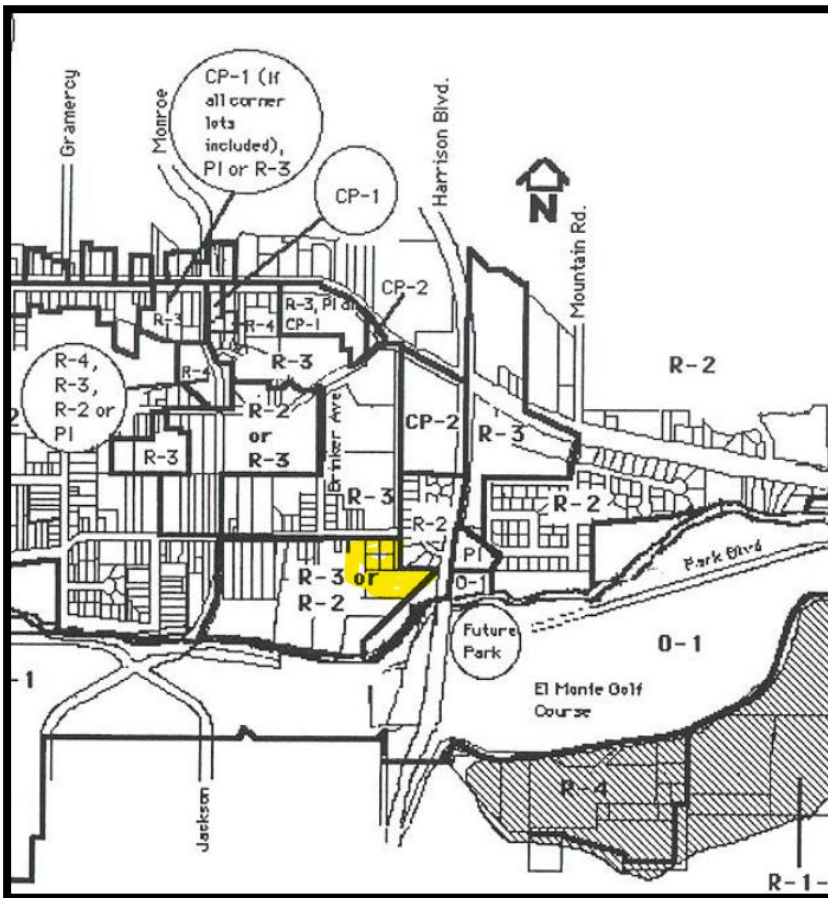 Gramercy
Monroe
CP-1 (If
all corner
lots
included),
PI or R-3
CP-1
Harrison Blvd.
N
Mountain Rd.
CP-2
R-3
R-4
R-3, PI or
CP-1
R-3
R-4
R-4,
R-3,
R-2 or
PI
R-2
or
R-3
R-3
Brinker Ave.
R-3
CP-2
R-3
R-2
R-2
R-2
PI
O-1
R-3 or
R-2
Park Blvd
Future
Park
O-1
El Monte Golf
Course
-1
R-4
Jackson
R-1-